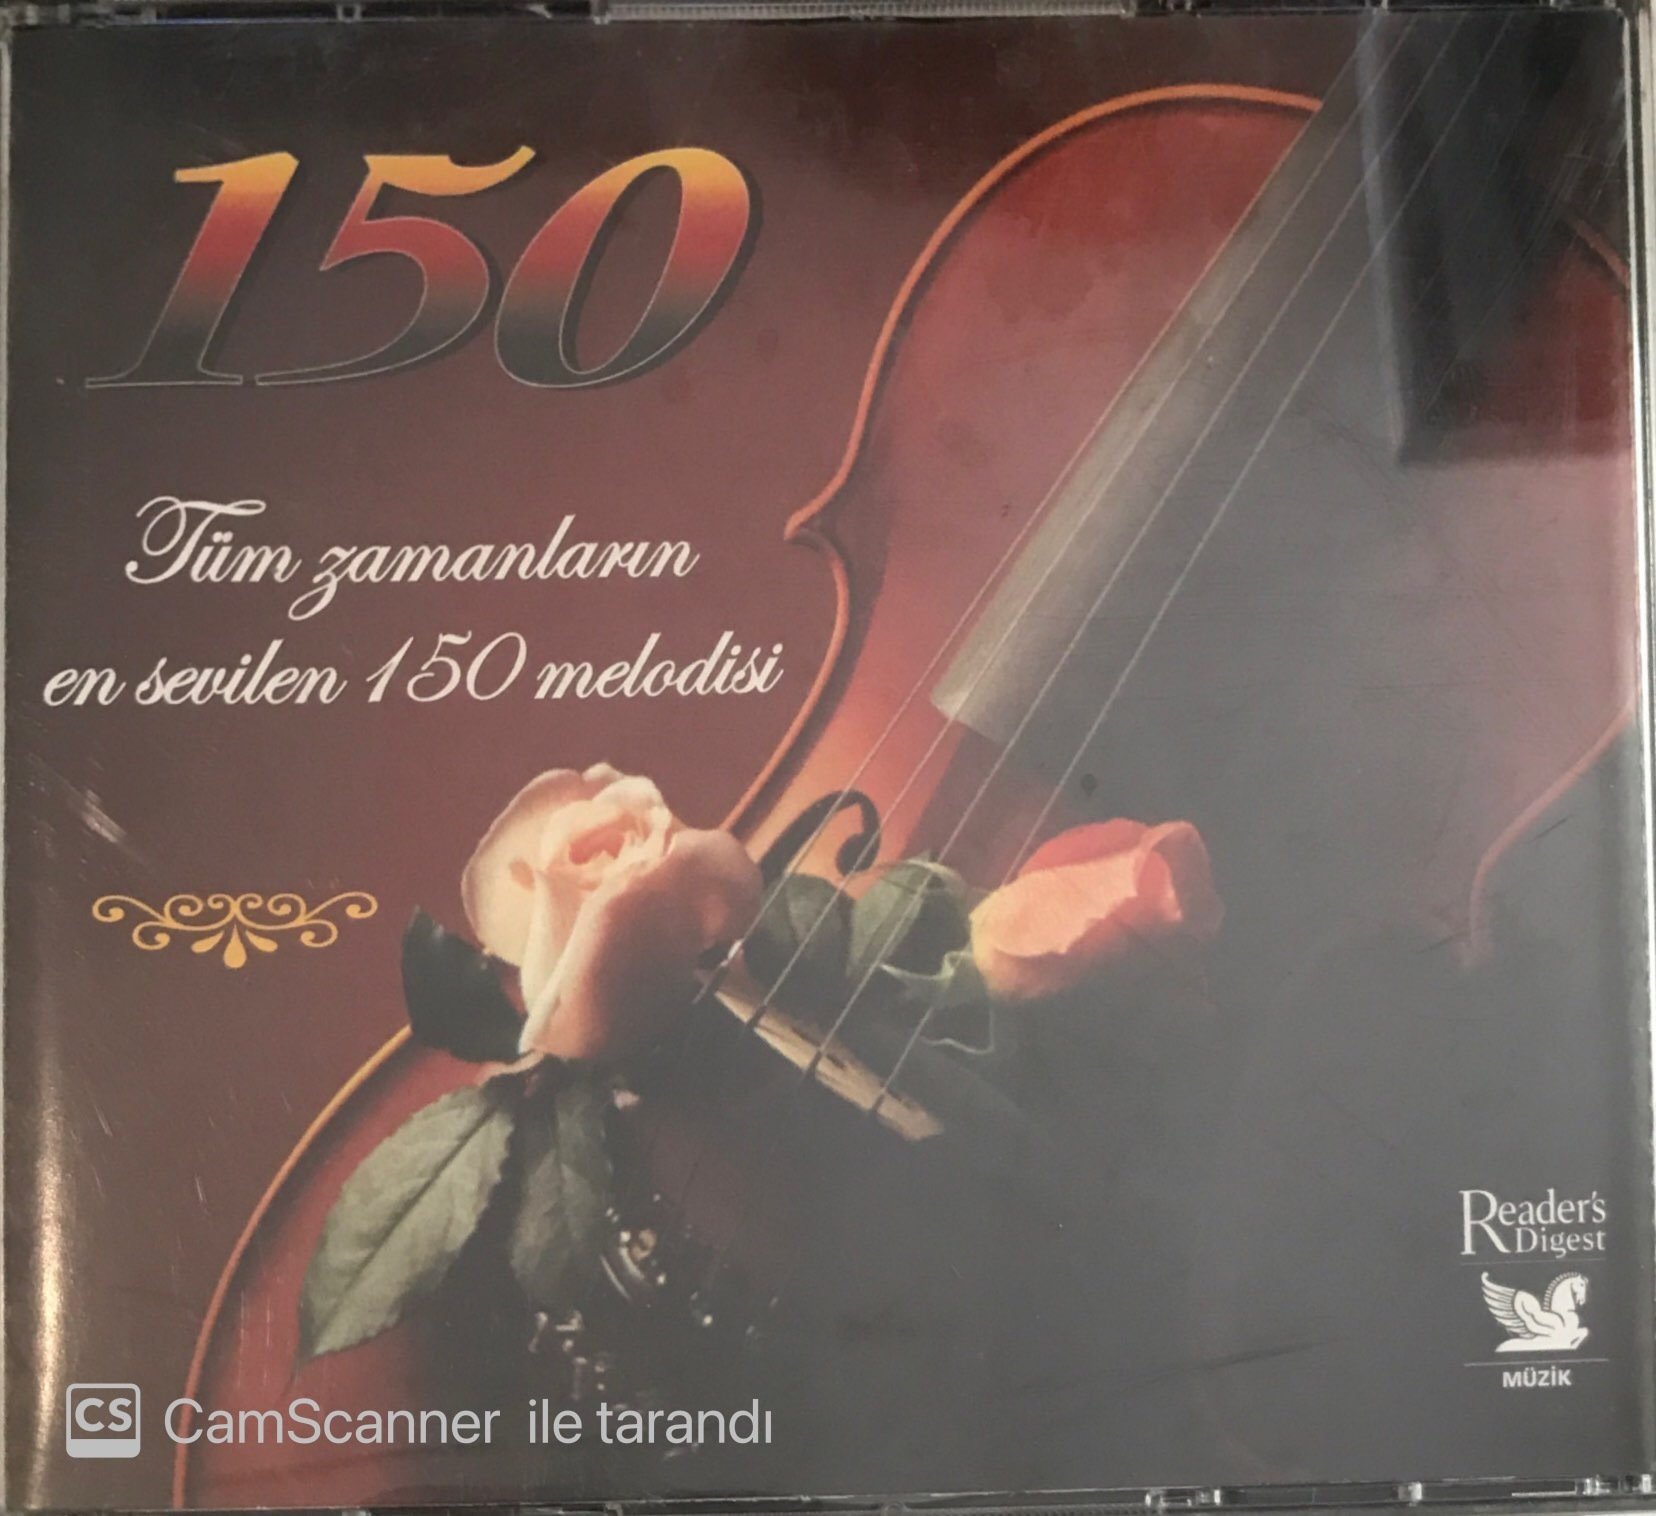 150
Tüm zamanların
en sevilen 150 melodisi
Reader's
Digest
MÜZİK
CS CamScanner ile tarandı